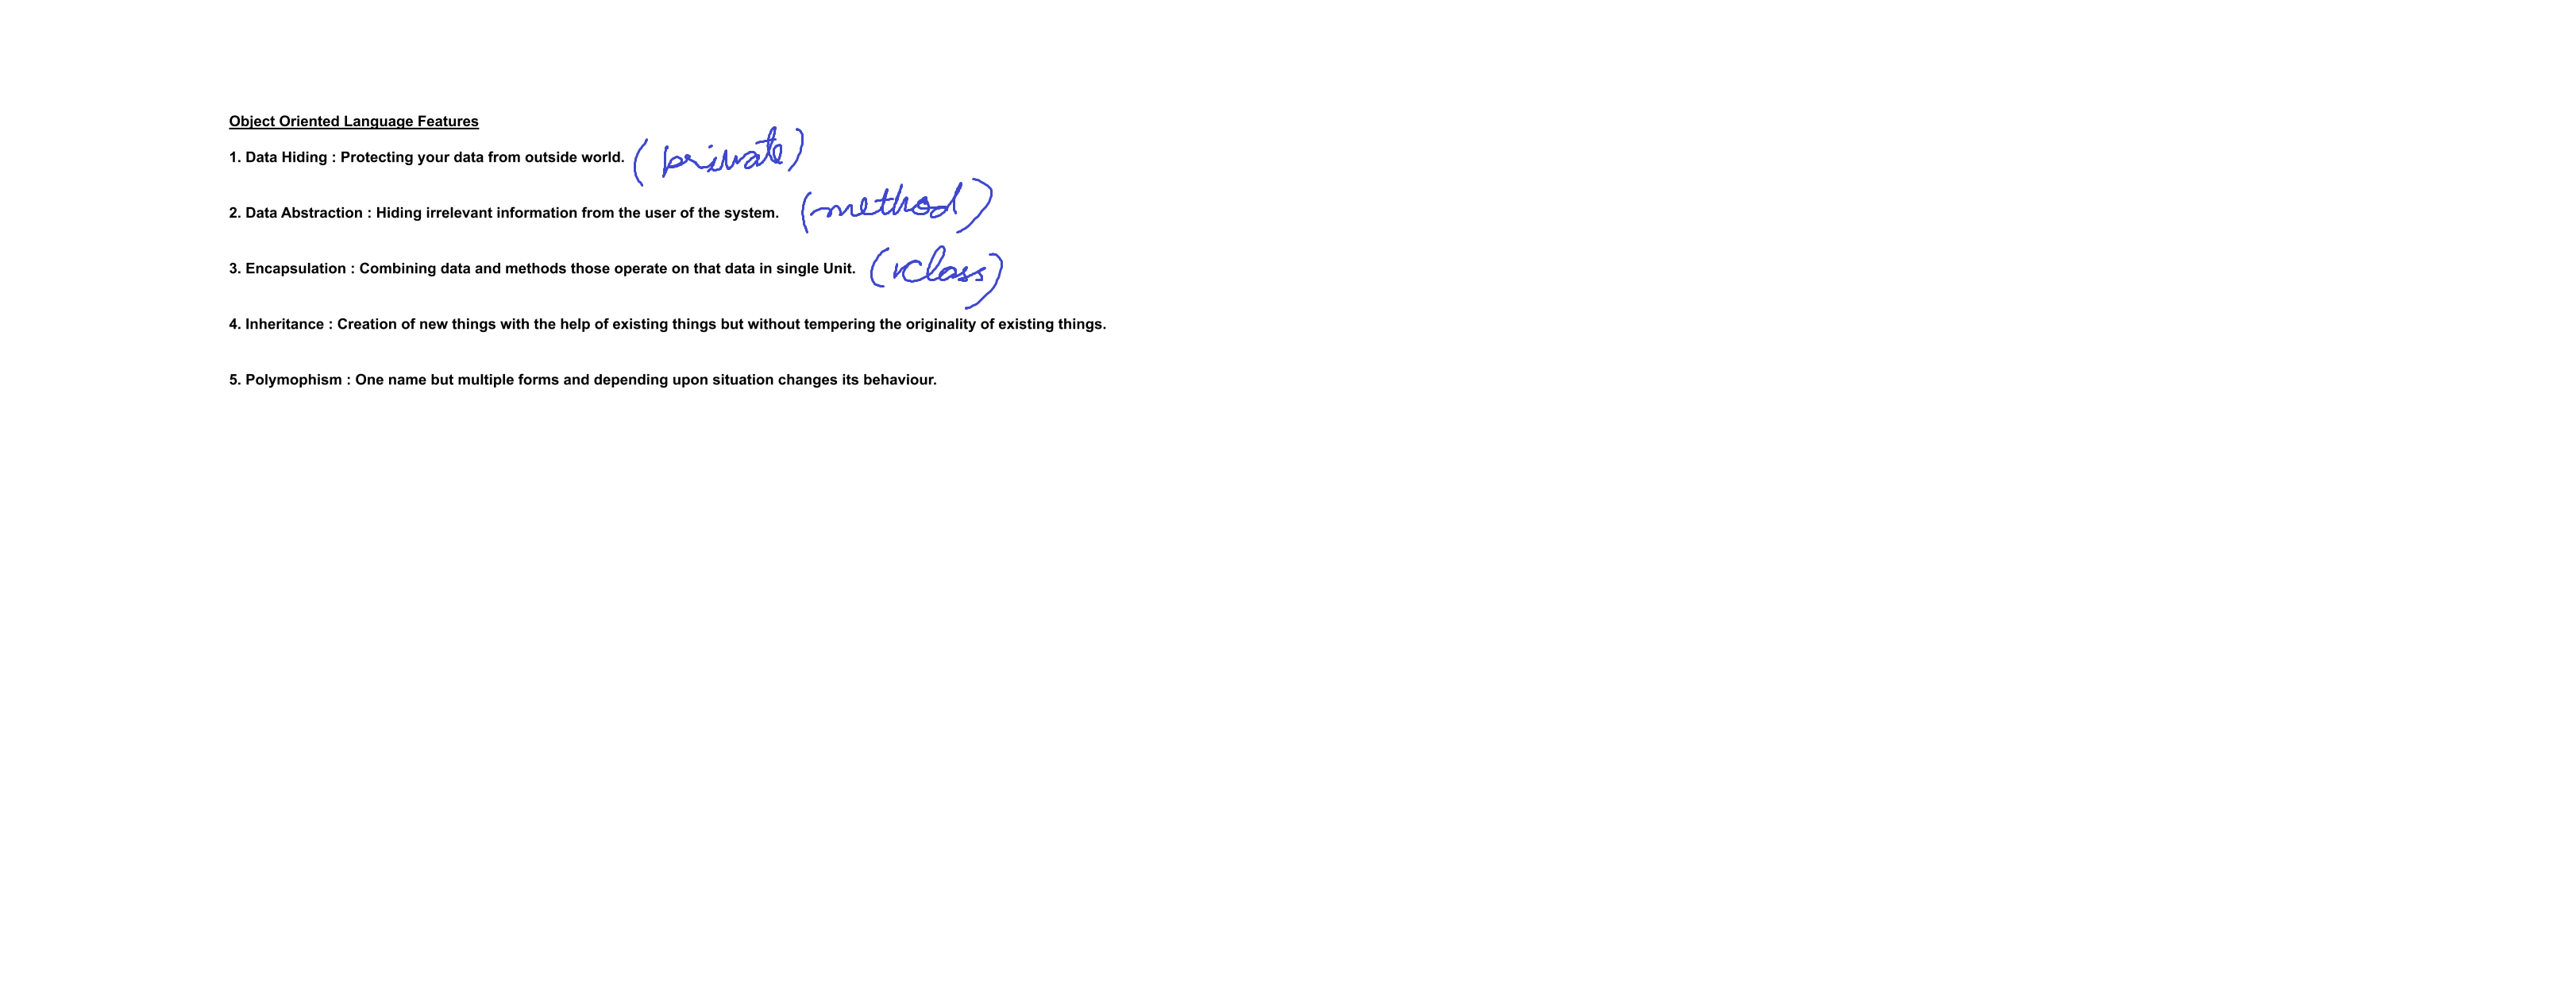 Object Oriented Language Features
1. Data Hiding : Protecting your data from outside world. (private)
2. Data Abstraction : Hiding irrelevant information from the user of the system. (method)
3. Encapsulation : Combining data and methods those operate on that data in single Unit. (class)
4. Inheritance : Creation of new things with the help of existing things but without tempering the originality of existing things.
5. Polymophism : One name but multiple forms and depending upon situation changes its behaviour.